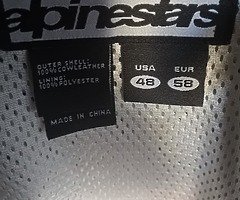 alpinestars
OUTER SHELL:
100% COWLEATHER
LINING:
100% POLYESTER
MADE IN CHINA
USA EUR
48 58